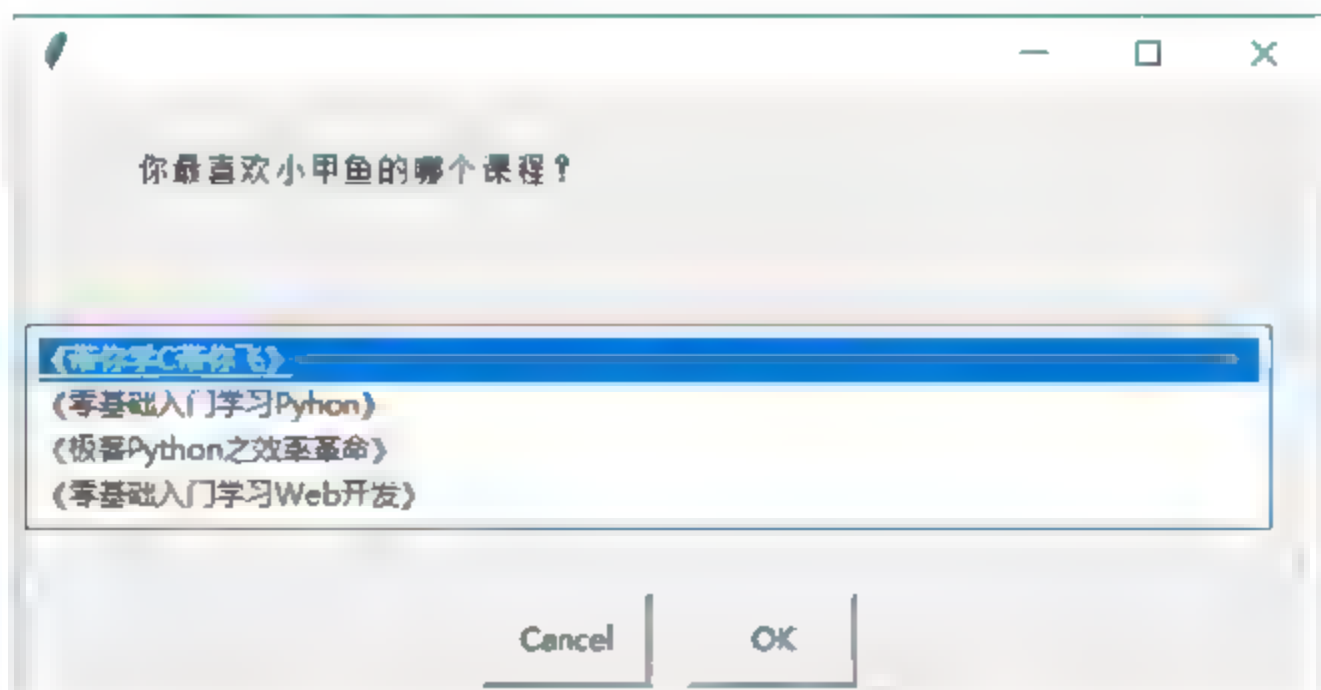 你最喜欢小甲鱼的哪个课程？
《带你学C带你飞》
《零基础入门学习Pyhon》
《极客Python之效率革命》
《零基础入门学习Web开发》
Cancel
OK